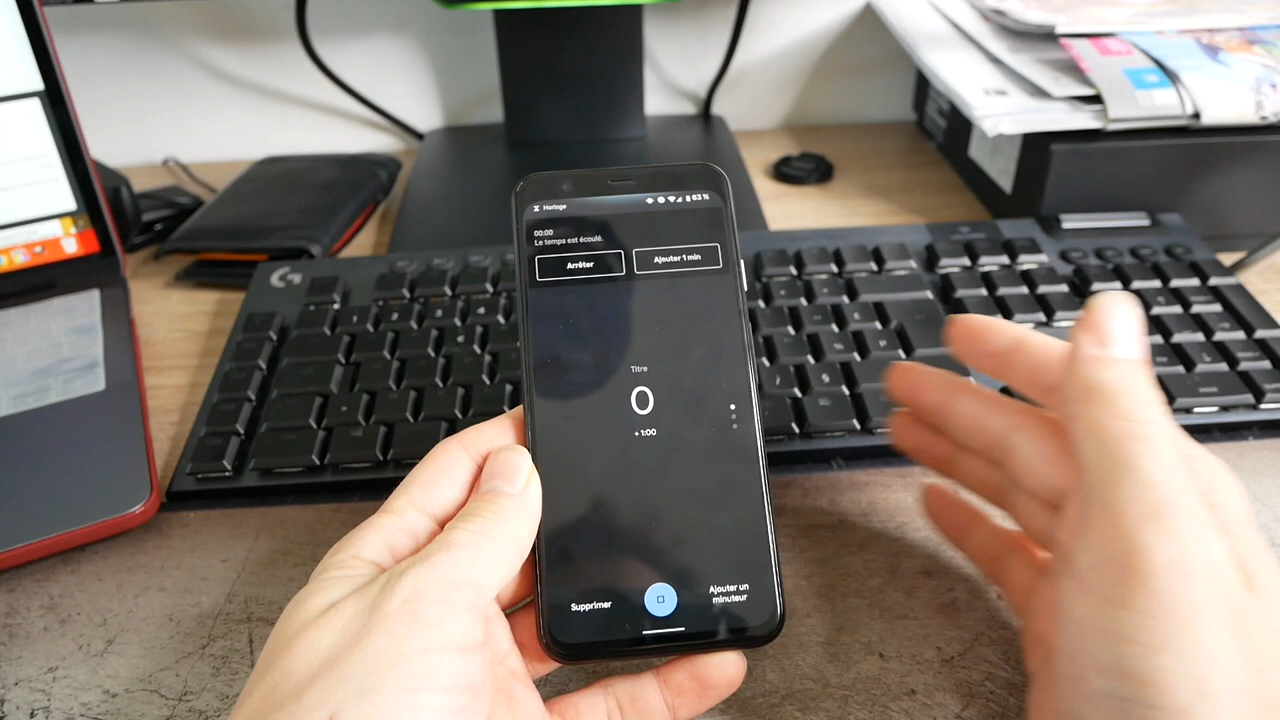 Horloge
83 %
00:00
Le temps est écoulé.
Arrêter
Ajouter 1 min
Titre
0
+ 1:00
Supprimer
Ajouter un
minuteur